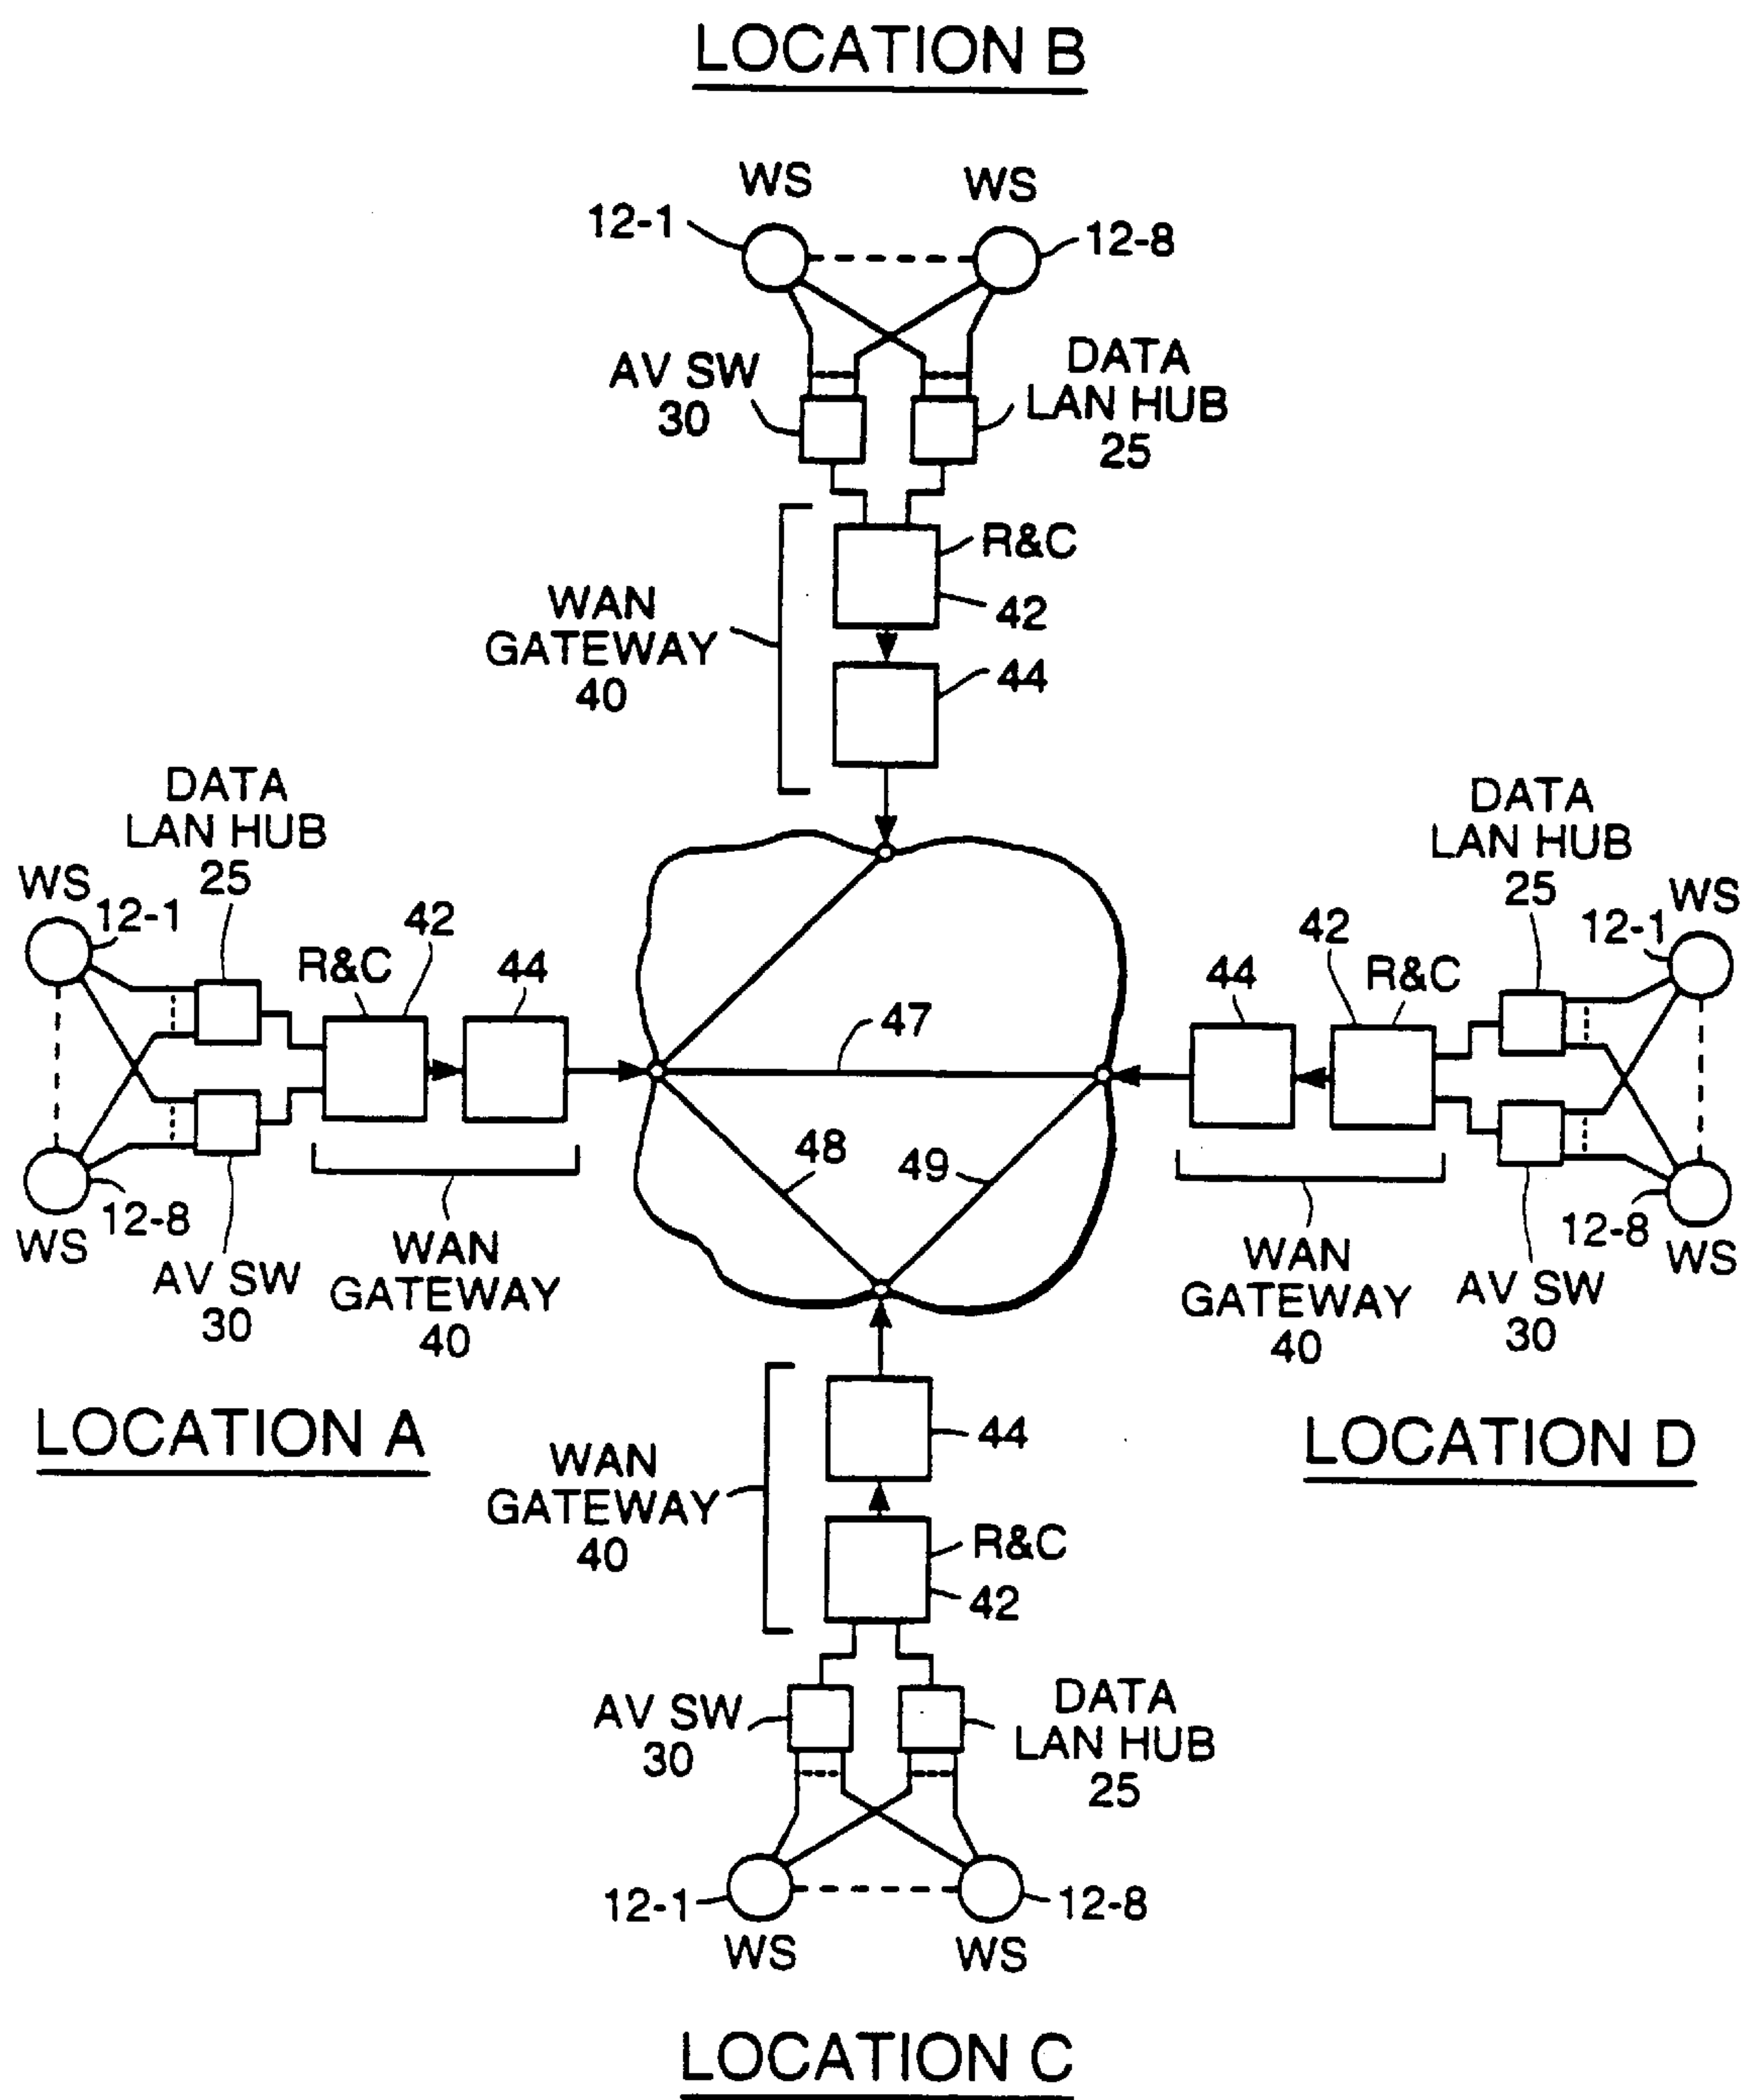 LOCATION B
WS
WS
12-1
12-8
AV SW
30
DATA
LAN HUB
25
R&C
42
WAN
GATEWAY
40
44
DATA
LAN HUB
25
WS
12-1
42
R&C
44
12-8
WS
AV SW
30
WAN
GATEWAY
40
LOCATION A
47
48
49
DATA
LAN HUB
25
WS
12-1
42
R&C
44
12-8
WS
WAN
GATEWAY
40
AV SW
30
LOCATION D
44
WAN
GATEWAY
40
R&C
42
AV SW
30
DATA
LAN HUB
25
12-1
12-8
WS
WS
LOCATION C